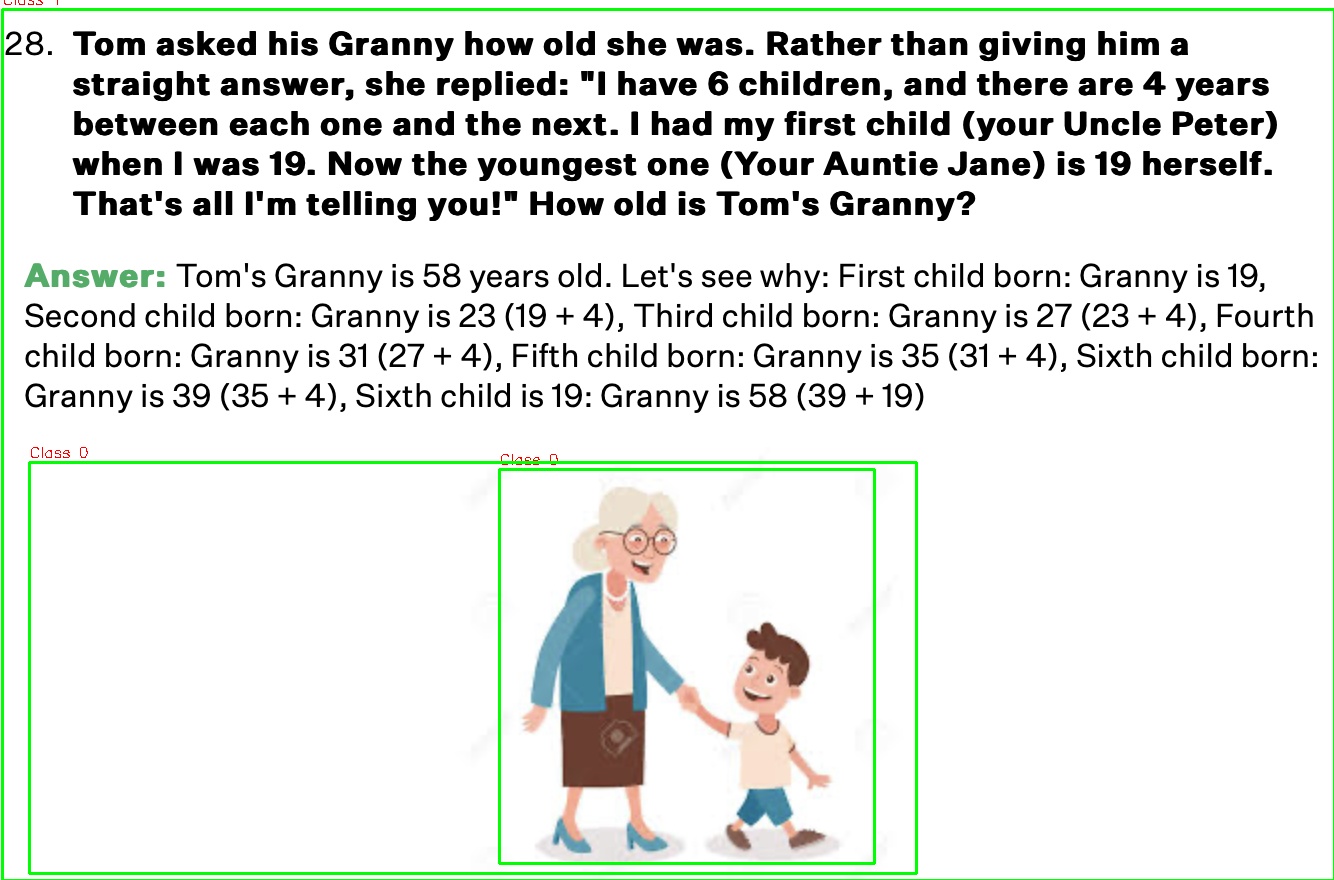 Class 1
28. Tom asked his Granny how old she was. Rather than giving him a
straight answer, she replied: "I have 6 children, and there are 4 years
between each one and the next. I had my first child (your Uncle Peter)
when I was 19. Now the youngest one (Your Auntie Jane) is 19 herself.
That's all I'm telling you!" How old is Tom's Granny?
Answer: Tom's Granny is 58 years old. Let's see why: First child born: Granny is 19,
Second child born: Granny is 23 (19 + 4), Third child born: Granny is 27 (23 + 4), Fourth
child born: Granny is 31 (27 + 4), Fifth child born: Granny is 35 (31 + 4), Sixth child born:
Granny is 39 (35 + 4), Sixth child is 19: Granny is 58 (39 + 19)
Class 0
Class 0